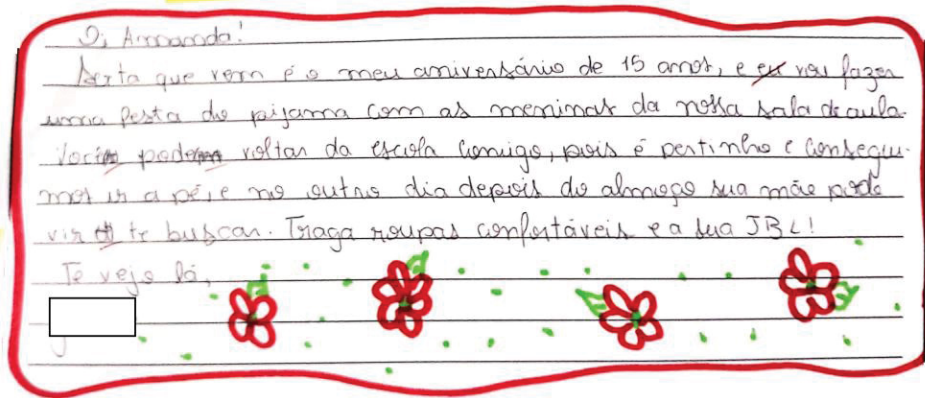 Oi Amanda!
Sexta que vem é o meu aniversário de 15 anos, e eu vou fazer
uma festa do pijama com as meninas da nossa sala de aula.
Vocês podem voltar da escola comigo, pois é pertinho e consegui-
mos ir a pé, e no outro dia depois do almoço sua mãe pode
vir te buscar. Traga roupas confortáveis e a sua JBL!
Te vejo lá,